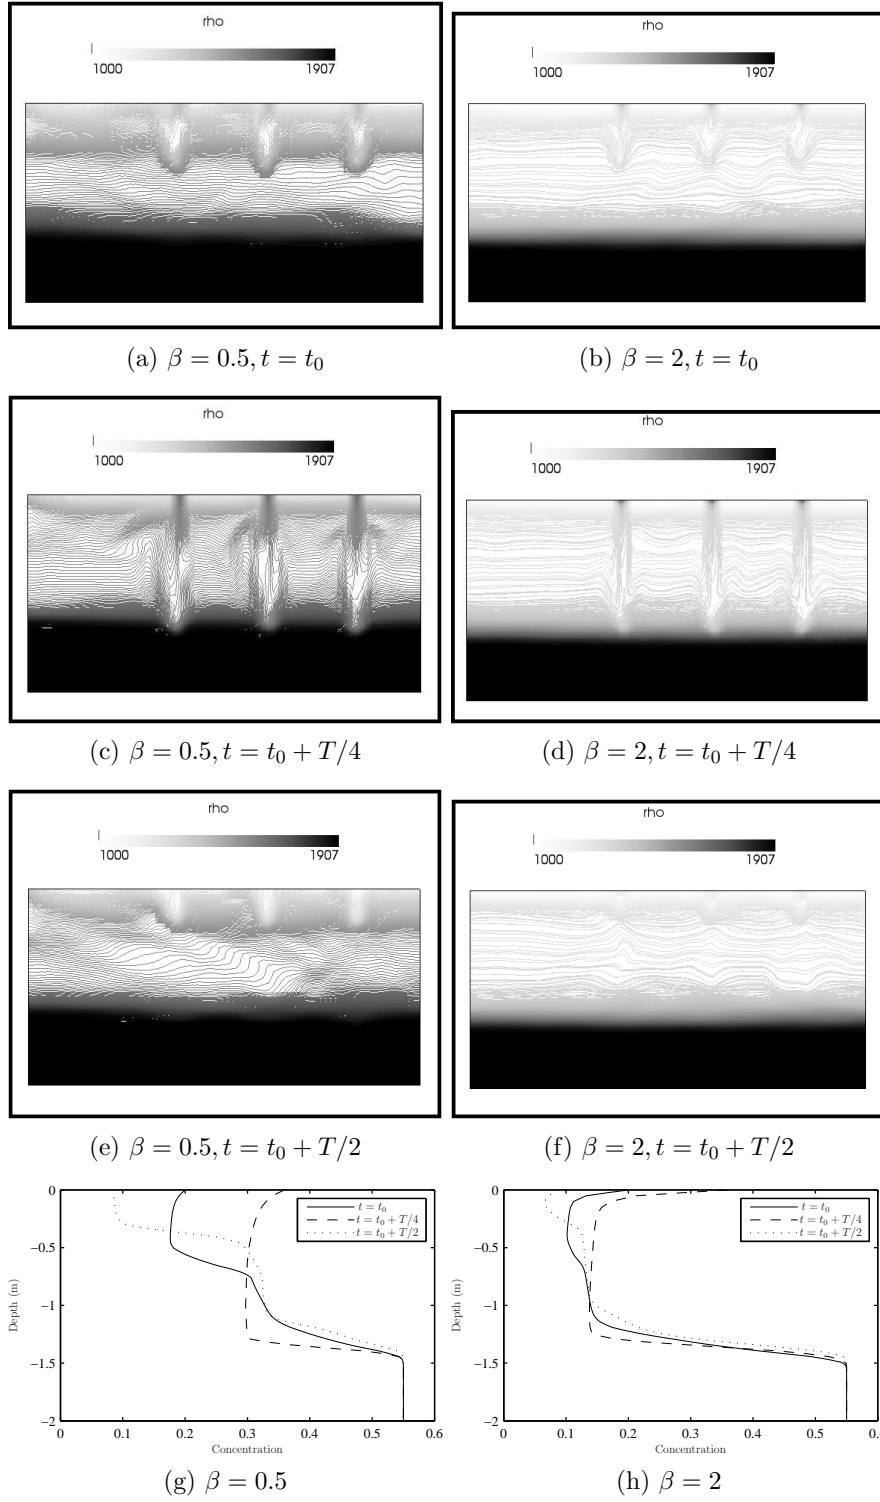 rho
1000 1907
rho
1000 1907
(a) β = 0.5, t = t₀
(b) β = 2, t = t₀
rho
1000 1907
rho
1000 1907
(c) β = 0.5, t = t₀ + T/4
(d) β = 2, t = t₀ + T/4
rho
1000 1907
rho
1000 1907
(e) β = 0.5, t = t₀ + T/2
(f) β = 2, t = t₀ + T/2
0
−0.5
−1
−1.5
−2
Depth (m)
t = t₀
t = t₀ + T/4
t = t₀ + T/2
0 0.1 0.2 0.3 0.4 0.5 0.6
Concentration
(g) β = 0.5
0
−0.5
−1
−1.5
−2
Depth (m)
t = t₀
t = t₀ + T/4
t = t₀ + T/2
0 0.1 0.2 0.3 0.4 0.5
Concentration
(h) β = 2